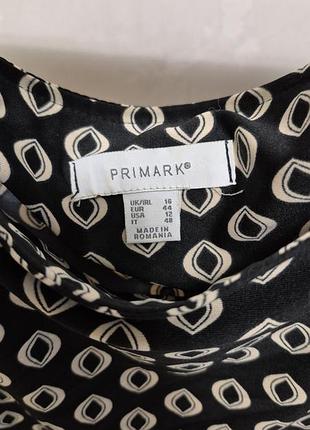 PRIMARK®
UK/IRL 16
EUR 44
USA 12
IT 48
MADE IN
ROMANIA